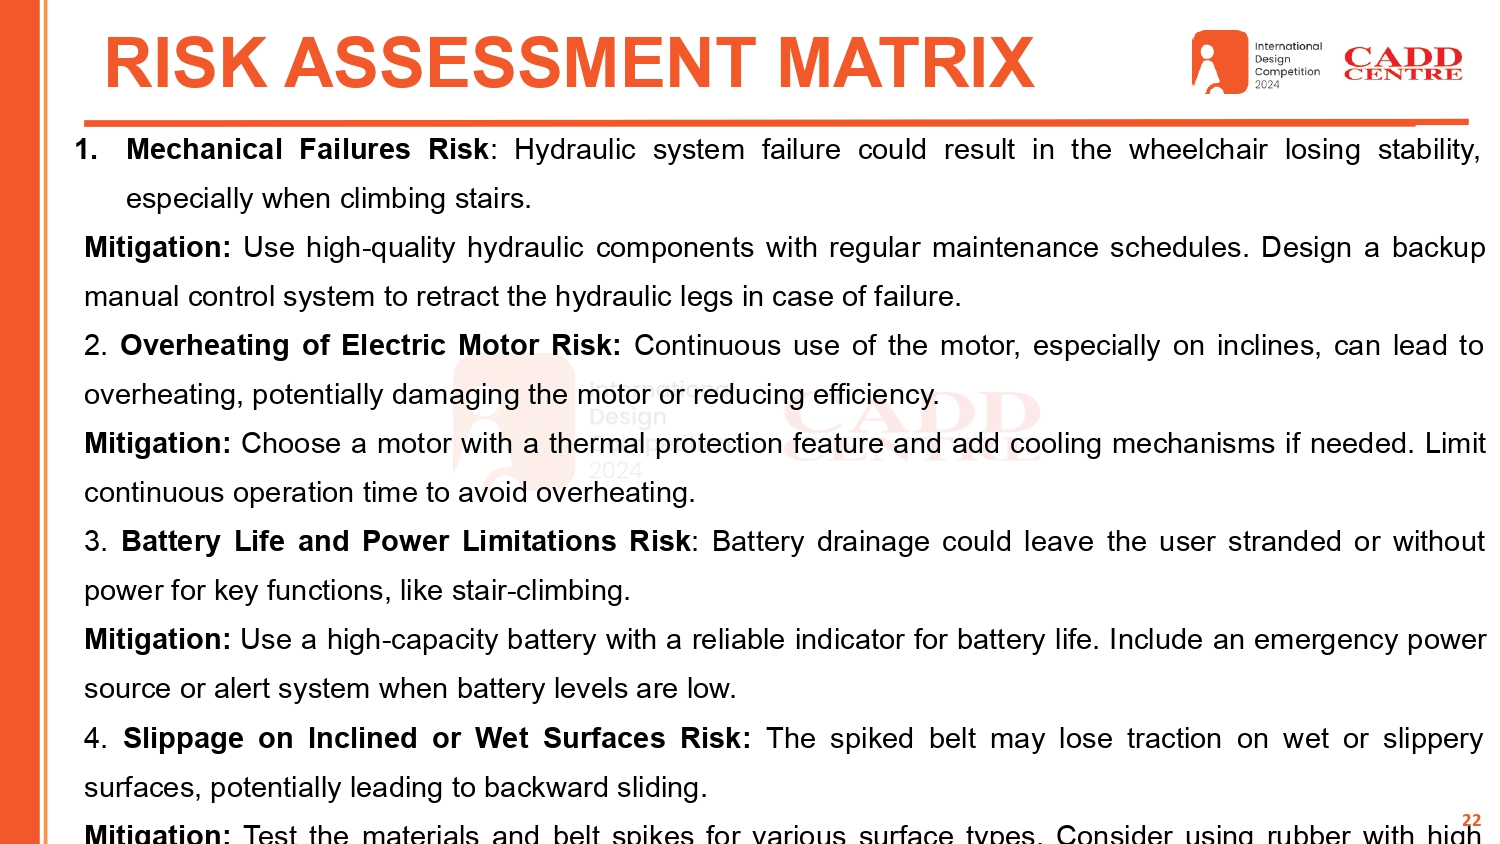 RISK ASSESSMENT MATRIX
International
Design
Competition
2024
CADD
CENTRE
1. Mechanical Failures Risk: Hydraulic system failure could result in the wheelchair losing stability,
especially when climbing stairs.
Mitigation: Use high-quality hydraulic components with regular maintenance schedules. Design a backup
manual control system to retract the hydraulic legs in case of failure.
2. Overheating of Electric Motor Risk: Continuous use of the motor, especially on inclines, can lead to
overheating, potentially damaging the motor or reducing efficiency.
Mitigation: Choose a motor with a thermal protection feature and add cooling mechanisms if needed. Limit
continuous operation time to avoid overheating.
3. Battery Life and Power Limitations Risk: Battery drainage could leave the user stranded or without
power for key functions, like stair-climbing.
Mitigation: Use a high-capacity battery with a reliable indicator for battery life. Include an emergency power
source or alert system when battery levels are low.
4. Slippage on Inclined or Wet Surfaces Risk: The spiked belt may lose traction on wet or slippery
surfaces, potentially leading to backward sliding.
Mitigation: Test the materials and belt spikes for various surface types. Consider using rubber with high
International
Design
2024
CADD
CENTRE
22